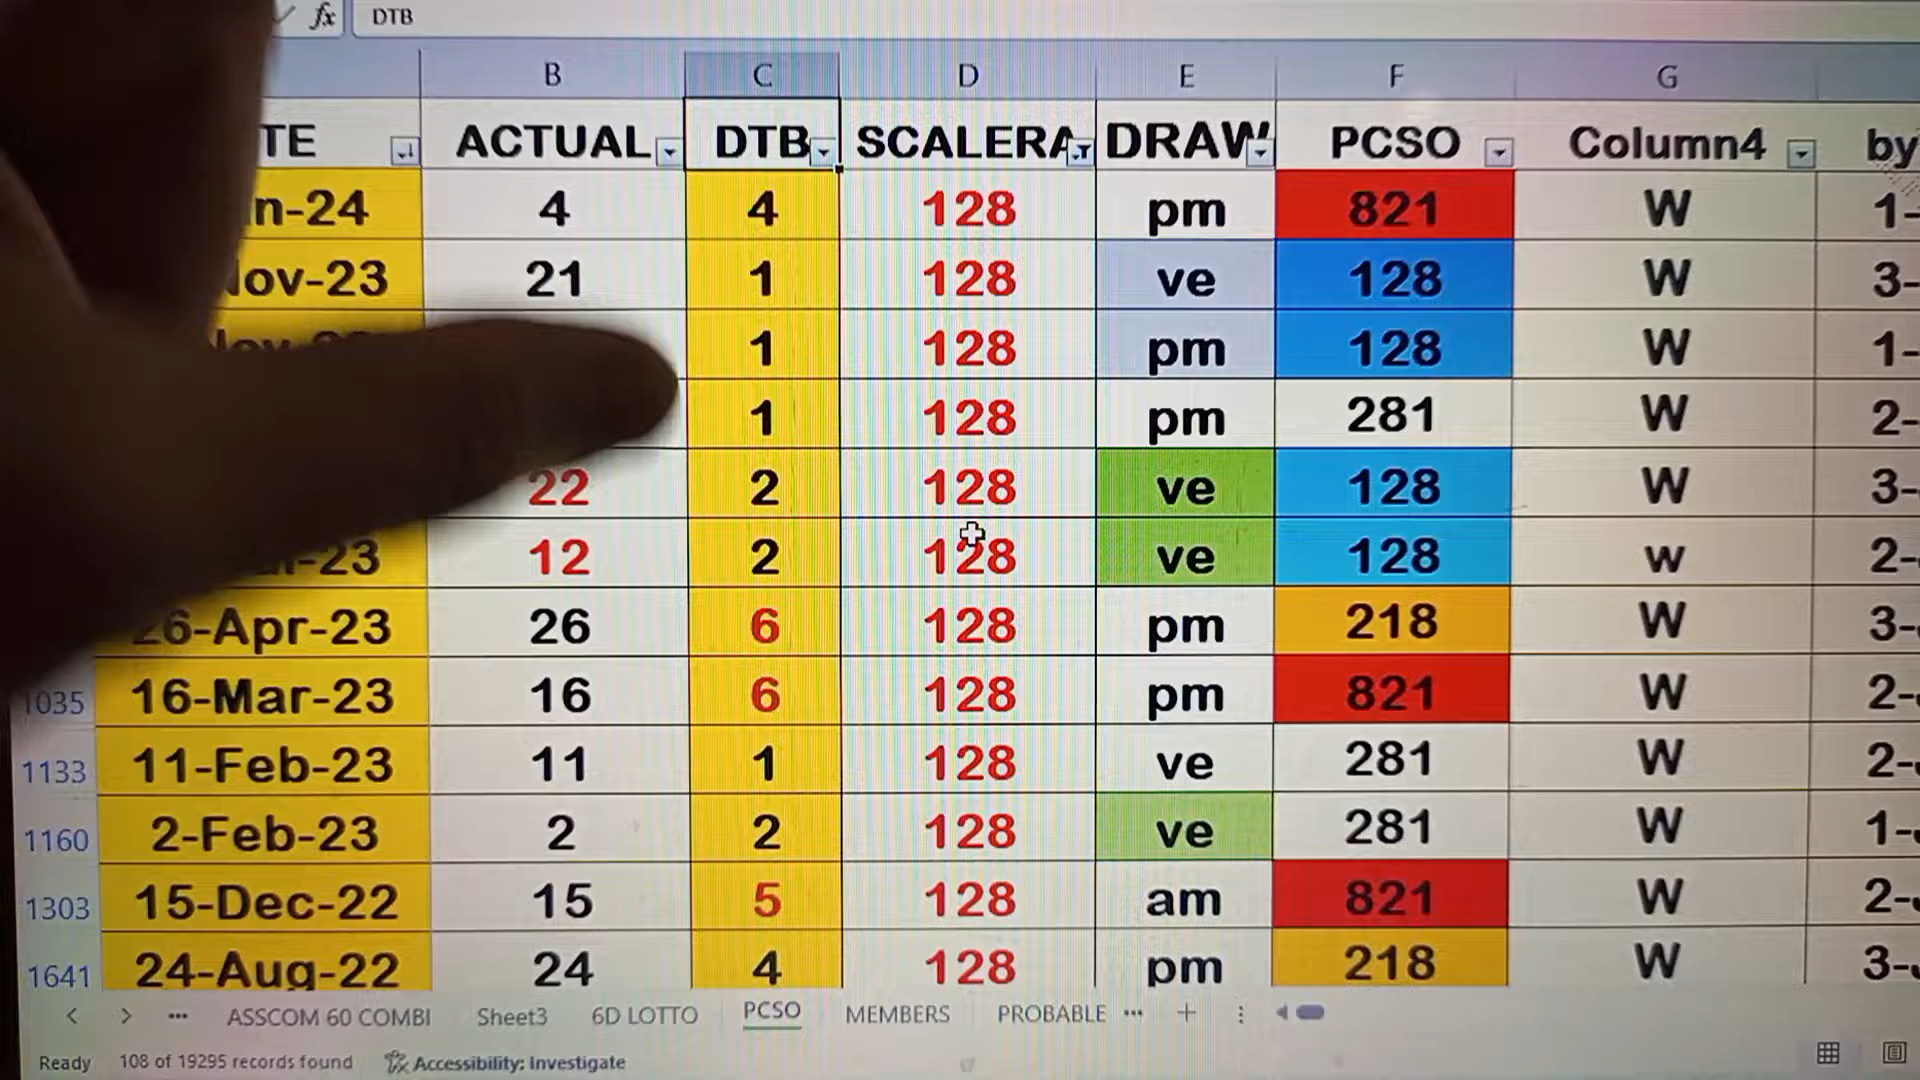 fx DTB
B C D E F G
TE ACTUAL DTB SCALERA DRAW PCSO Column4 by
n-24 4 4 128 pm 821 W 1-
Nov-23 21 1 128 ve 128 W 3-
1 128 pm 128 W 1-
1 128 pm 281 W 2-
22 2 128 ve 128 W 3-
-23 12 2 128 ve 128 w 2-
26-Apr-23 26 6 128 pm 218 W 3-
1035 16-Mar-23 16 6 128 pm 821 W 2-
1133 11-Feb-23 11 1 128 ve 281 W 2-
1160 2-Feb-23 2 2 128 ve 281 W 1-
1303 15-Dec-22 15 5 128 am 821 W 2-
1641 24-Aug-22 24 4 128 pm 218 W 3-
ASSCOM 60 COMBI Sheet3 6D LOTTO PCSO MEMBERS PROBABLE ... +
Ready 108 of 19295 records found Accessibility: Investigate